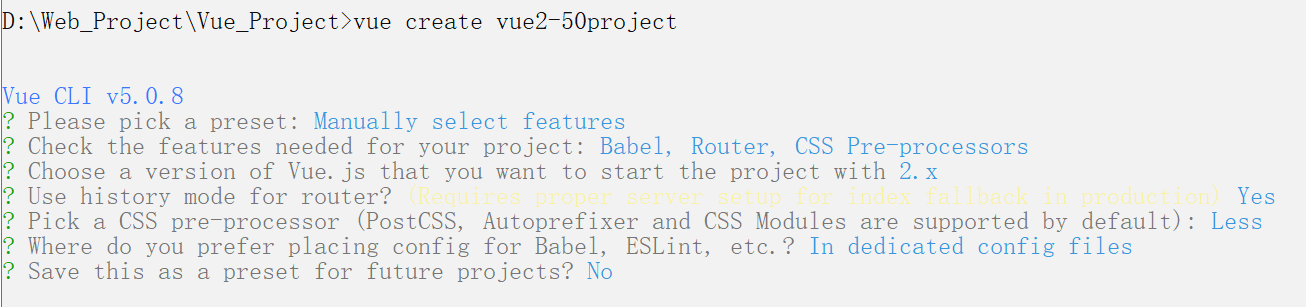 D:\Web_Project\Vue_Project>vue create vue2-50project
Vue CLI v5.0.8
? Please pick a preset: Manually select features
? Check the features needed for your project: Babel, Router, CSS Pre-processors
? Choose a version of Vue.js that you want to start the project with 2.x
? Use history mode for router? (Requires proper server setup for index fallback in production) Yes
? Pick a CSS pre-processor (PostCSS, Autoprefixer and CSS Modules are supported by default): Less
? Where do you prefer placing config for Babel, ESLint, etc.? In dedicated config files
? Save this as a preset for future projects? No